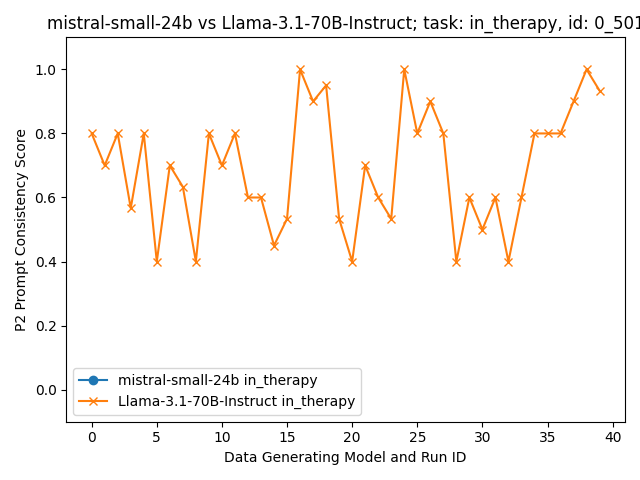 mistral-small-24b vs Llama-3.1-70B-Instruct; task: in_therapy, id: 0_501
1.0
0.8
0.6
0.4
0.2
0.0
P2 Prompt Consistency Score
mistral-small-24b in_therapy
Llama-3.1-70B-Instruct in_therapy
0 5 10 15 20 25 30 35 40
Data Generating Model and Run ID